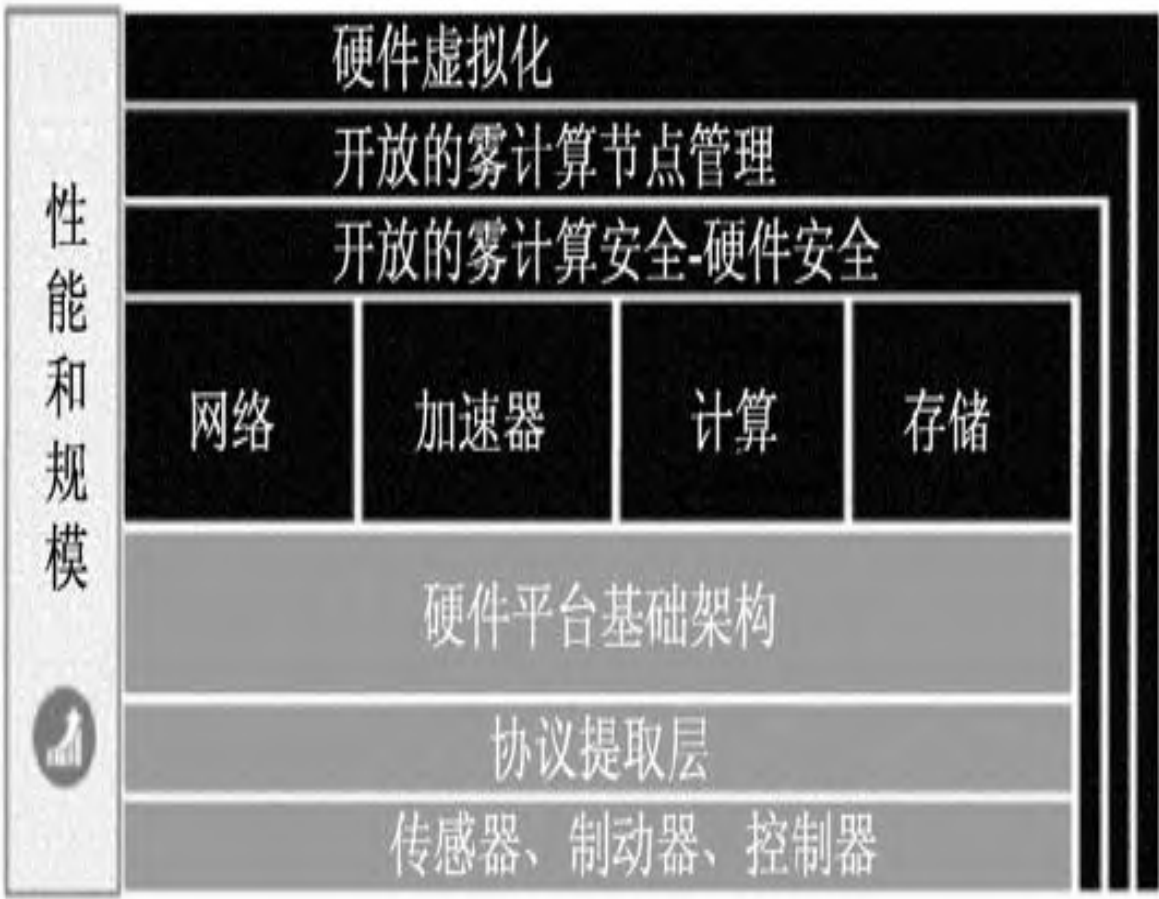 性能和规模
硬件虚拟化
开放的雾计算节点管理
开放的雾计算安全-硬件安全
网络
加速器
计算
存储
硬件平台基础架构
协议提取层
传感器、制动器、控制器